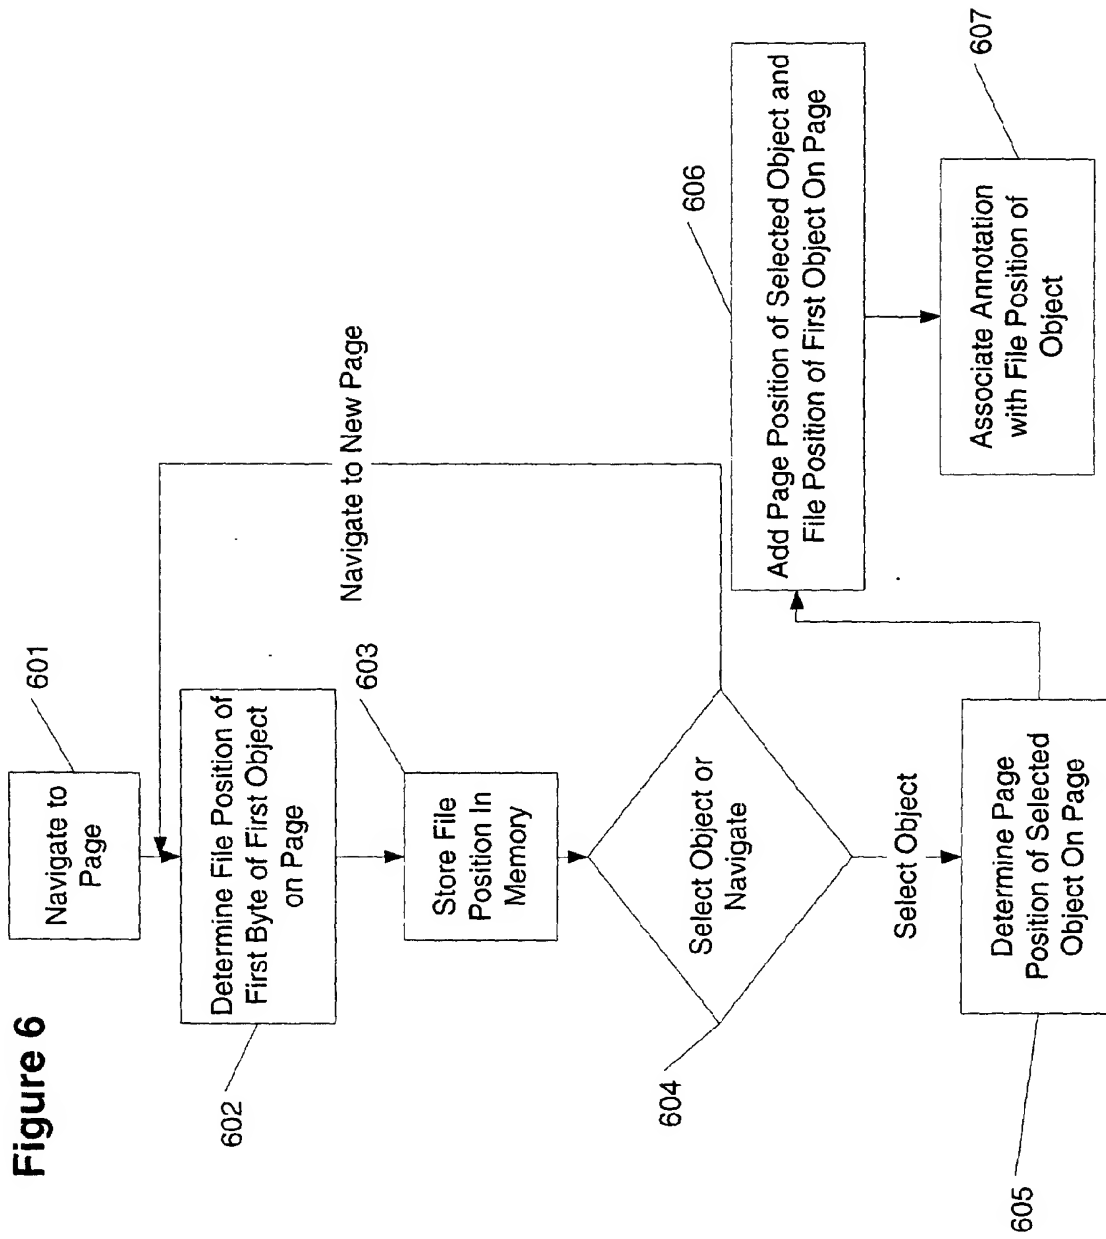 Figure 6
601
Navigate to
Page
602
Determine File Position of
First Byte of First Object
on Page
603
Store File
Position In
Memory
Navigate to New Page
604
Select Object or
Navigate
Select Object
605
Determine Page
Position of Selected
Object On Page
606
Add Page Position of Selected Object and
File Position of First Object On Page
607
Associate Annotation
with File Position of
Object